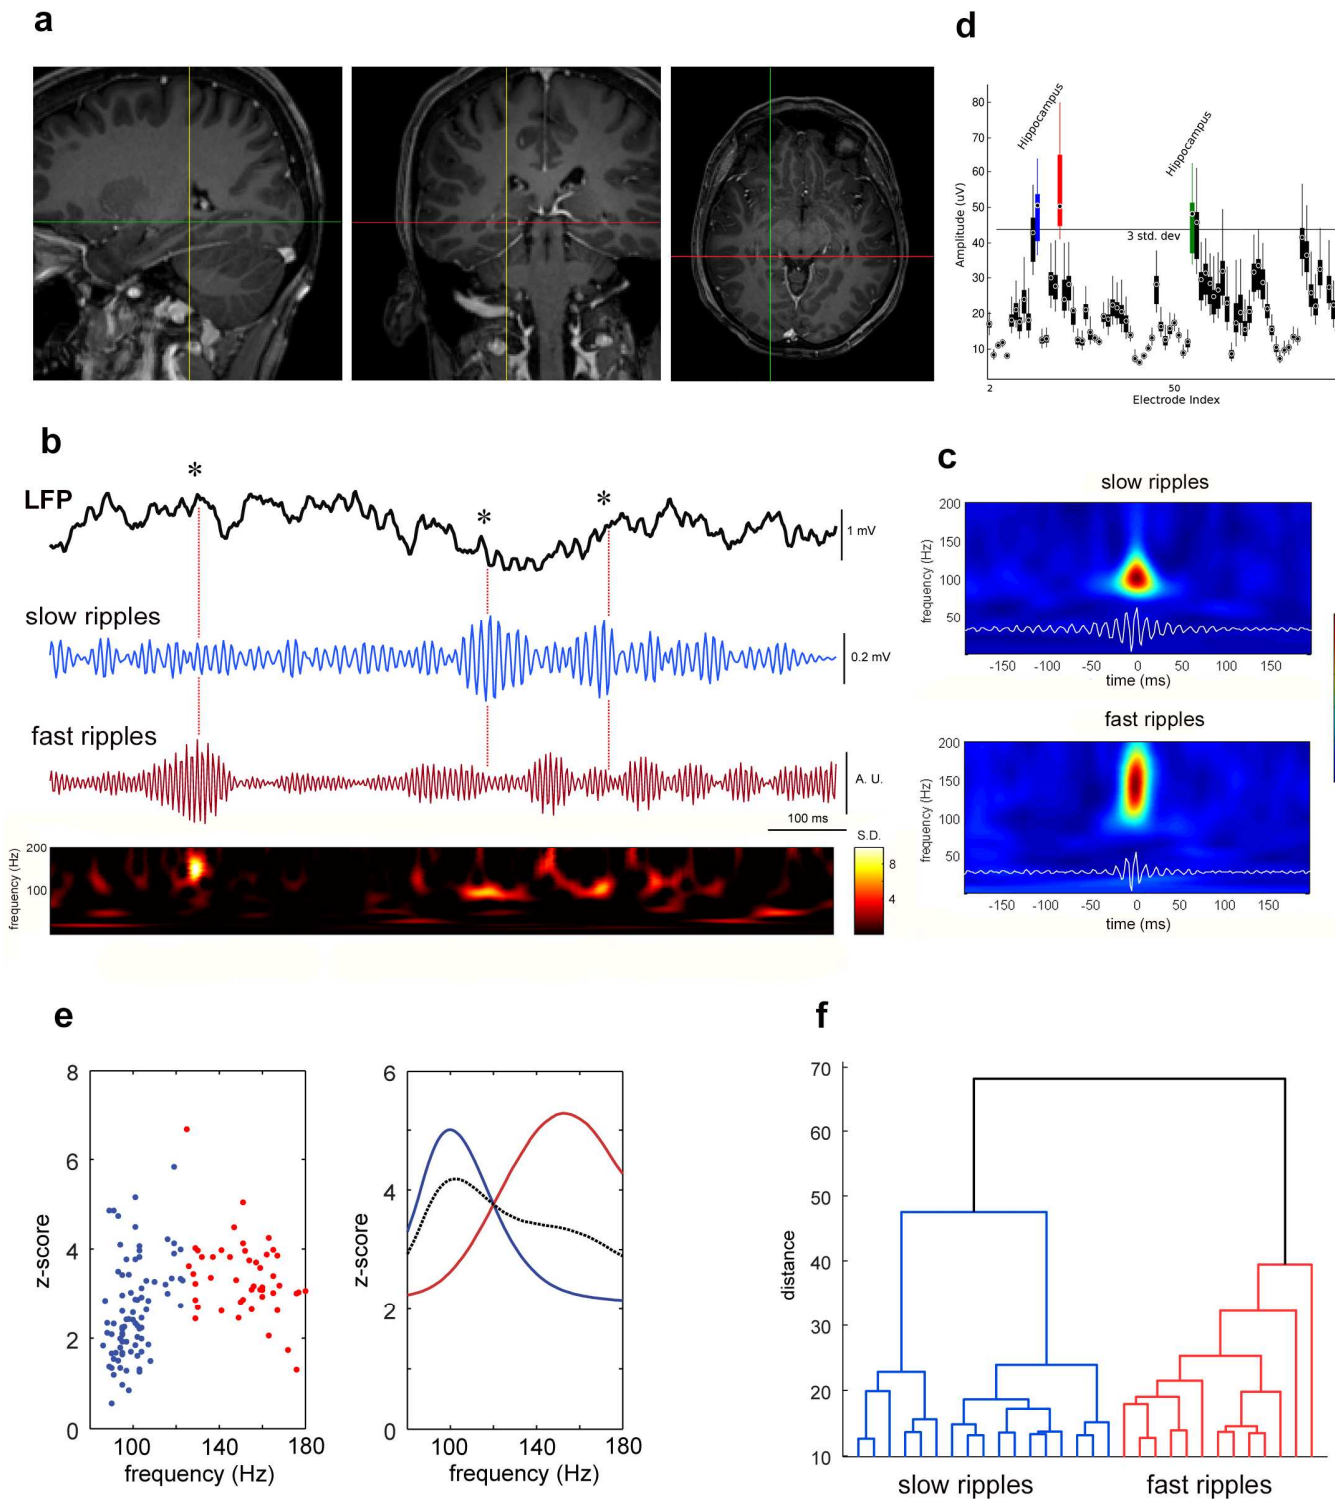 a
d
Hippocampus
Hippocampus
80
70
60
50
40
30
20
10
Amplitude (uV)
3 std. dev
2
50
Electrode Index
b
LFP
*
*
*
1 mV
slow ripples
0.2 mV
fast ripples
A. U.
100 ms
S.D.
8
4
200
100
frequency (Hz)
c
slow ripples
200
150
100
50
frequency (Hz)
-150 -100 -50 0 50 100 150
time (ms)
fast ripples
200
150
100
50
frequency (Hz)
-150 -100 -50 0 50 100 150
time (ms)
e
8
6
4
2
0
z-score
100 140 180
frequency (Hz)
6
4
2
0
z-score
100 140 180
frequency (Hz)
f
70
60
50
40
30
20
10
distance
slow ripples fast ripples